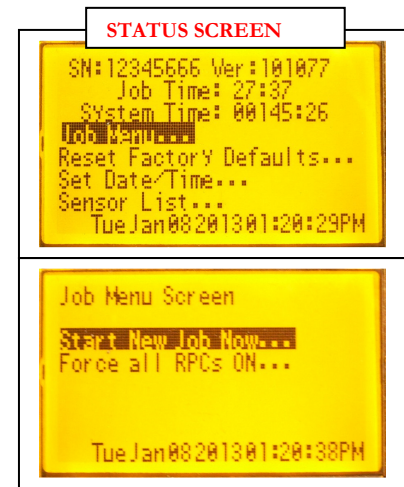 STATUS SCREEN
SN:12345666 Ver:101077
Job Time: 27:37
System Time: 00145:26
Job Menu...
Reset Factory Defaults...
Set Date/Time...
Sensor List...
TueJan08201301:20:29PM
Job Menu Screen
Start New Job Now...
Force all RPCs ON...
TueJan08201301:20:38PM